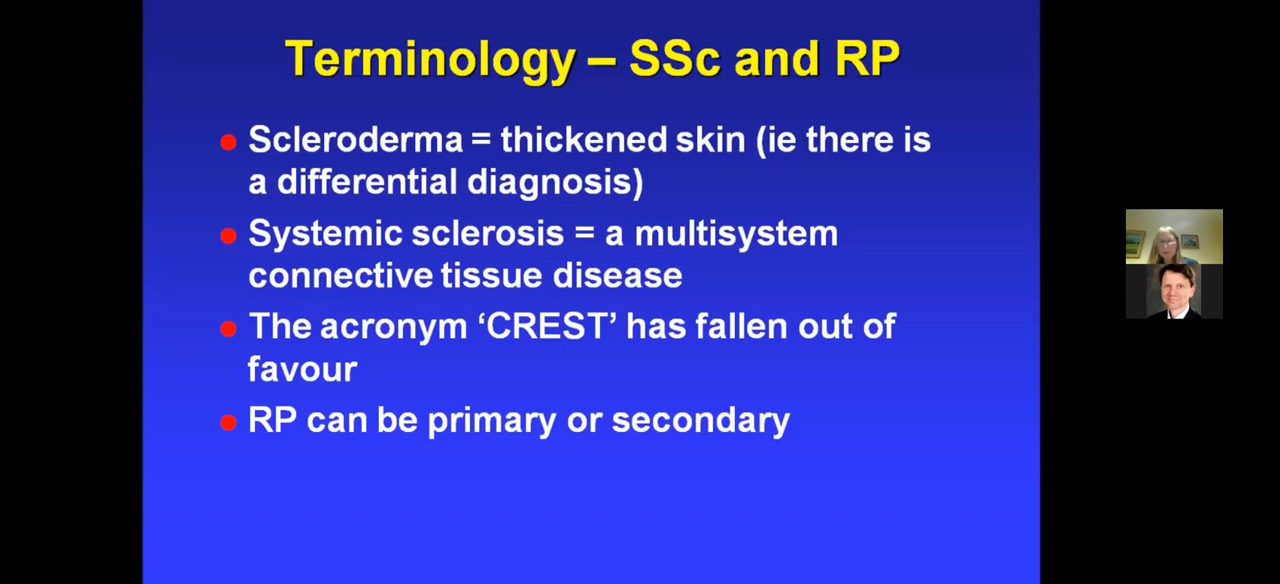 Terminology – SSc and RP
Scleroderma = thickened skin (ie there is
a differential diagnosis)
Systemic sclerosis = a multisystem
connective tissue disease
The acronym ‘CREST’ has fallen out of
favour
RP can be primary or secondary